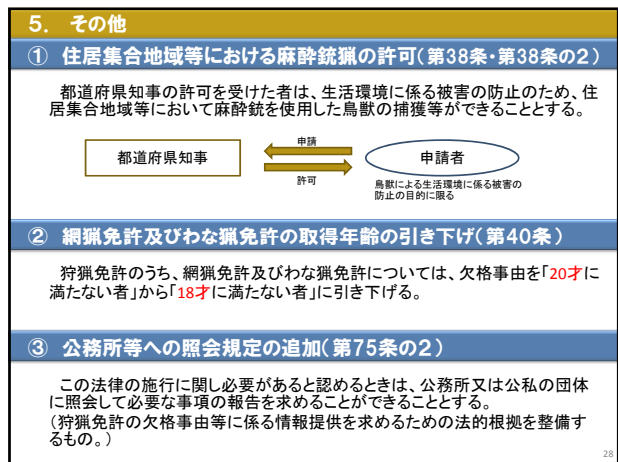 5. その他
① 住居集合地域等における麻酔銃猟の許可(第38条・第38条の2)
都道府県知事の許可を受けた者は、生活環境に係る被害の防止のため、住
居集合地域等において麻酔銃を使用した鳥獣の捕獲等ができることとする。
申請
都道府県知事
申請者
許可
鳥獣による生活環境に係る被害の
防止の目的に限る
② 網猟免許及びわな猟免許の取得年齢の引き下げ(第40条)
狩猟免許のうち、網猟免許及びわな猟免許については、欠格事由を「20才に
満たない者」から「18才に満たない者」に引き下げる。
③ 公務所等への照会規定の追加(第75条の2)
この法律の施行に関し必要があると認めるときは、公務所又は公私の団体
に照会して必要な事項の報告を求めることができることとする。
(狩猟免許の欠格事由等に係る情報提供を求めるための法的根拠を整備す
るもの。)
28